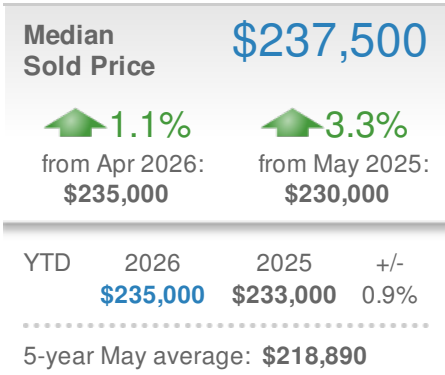 Median
Sold Price
$237,500
1.1%
from Apr 2026:
$235,000
3.3%
from May 2025:
$230,000
YTD 2026 2025 +/-
$235,000 $233,000 0.9%
5-year May average: $218,890